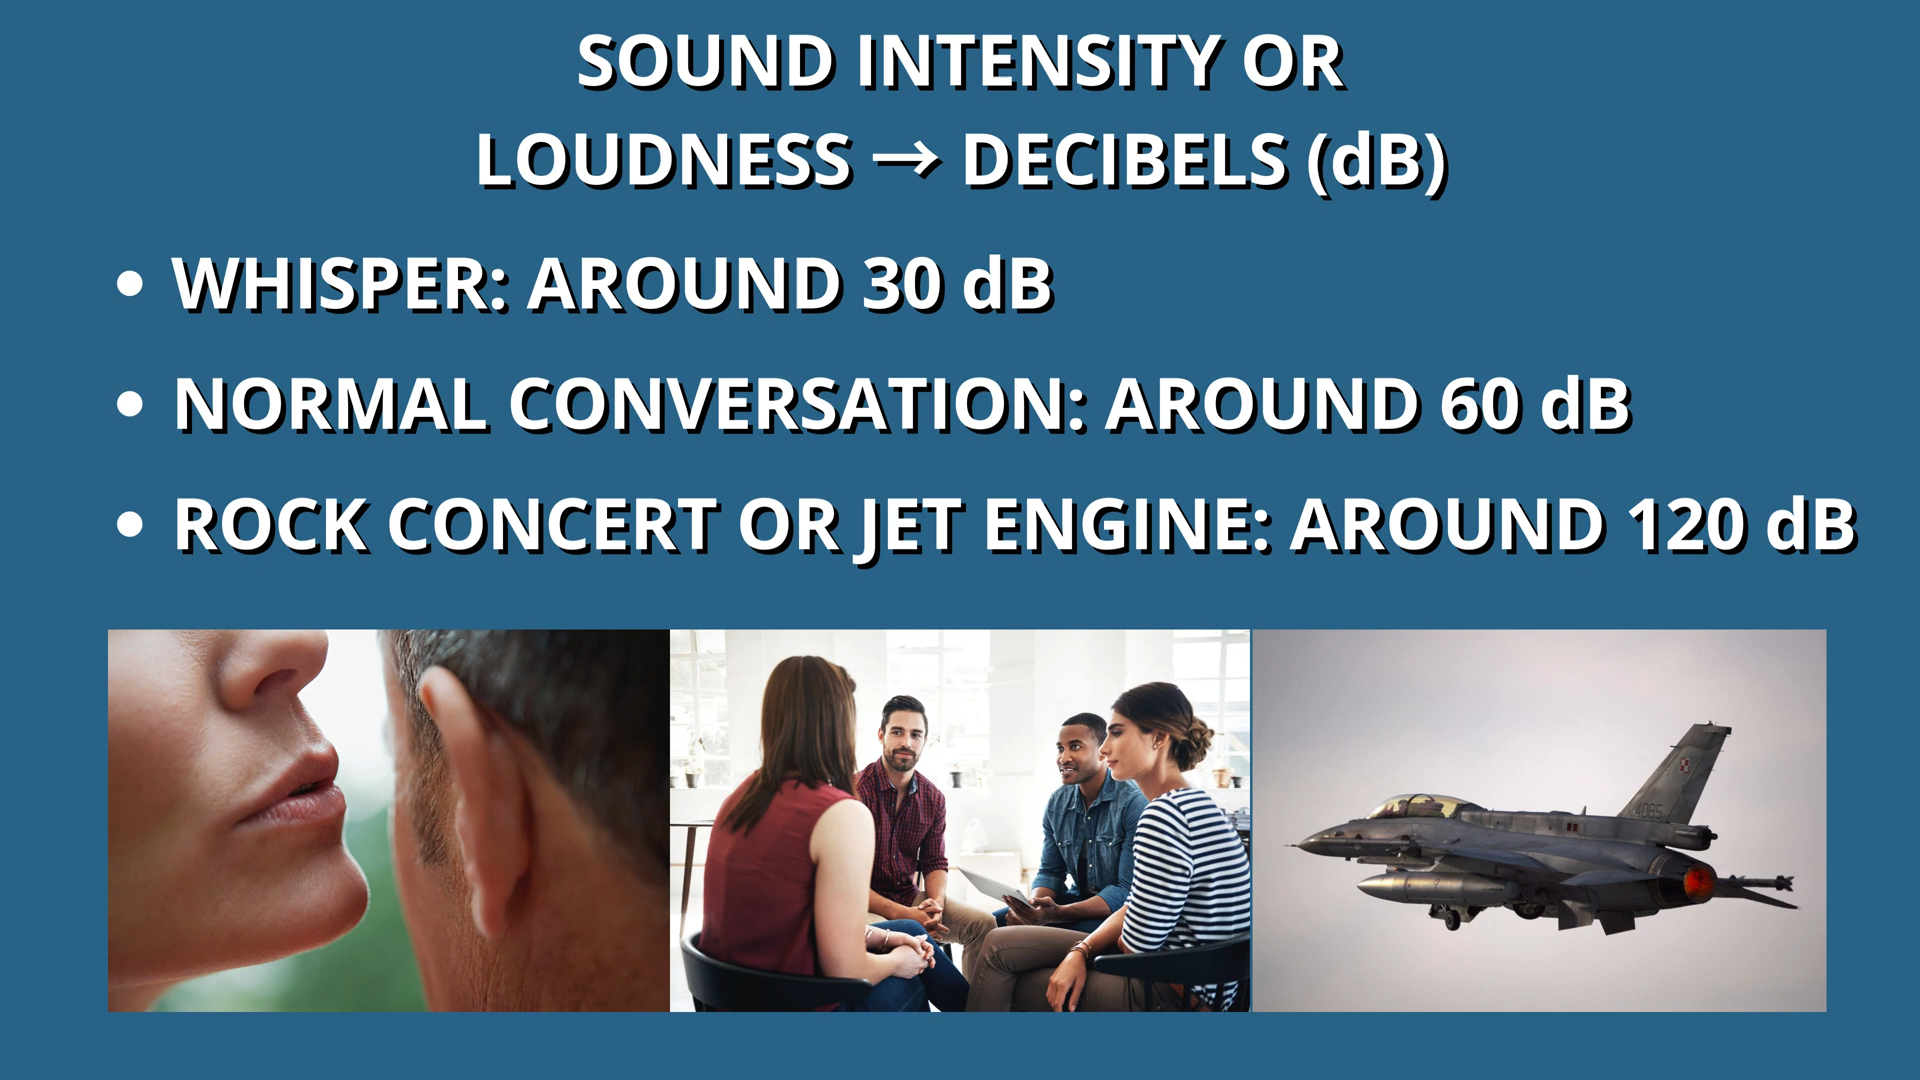 SOUND INTENSITY OR
LOUDNESS → DECIBELS (dB)
• WHISPER: AROUND 30 dB
• NORMAL CONVERSATION: AROUND 60 dB
• ROCK CONCERT OR JET ENGINE: AROUND 120 dB
4085